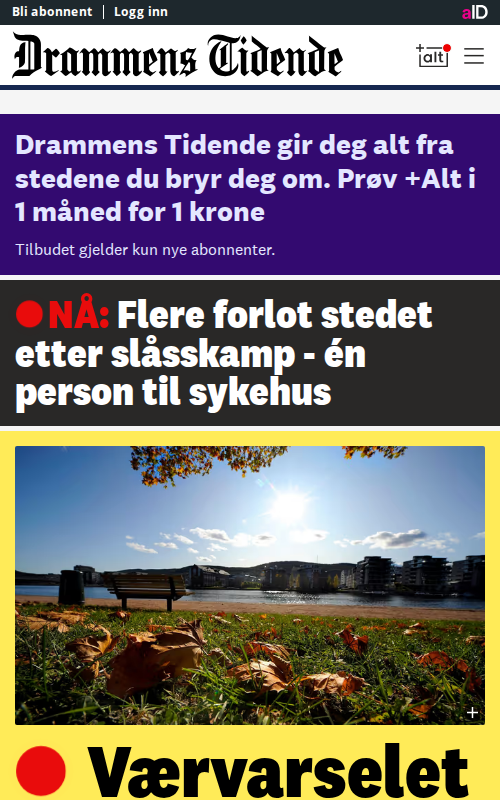 Bli abonnent | Logg inn
aID
Drammens Tidende
+alt
Drammens Tidende gir deg alt fra
stedene du bryr deg om. Prøv +Alt i
1 måned for 1 krone
Tilbudet gjelder kun nye abonnenter.
NÅ: Flere forlot stedet
etter slåsskamp - én
person til sykehus
Værvarselet